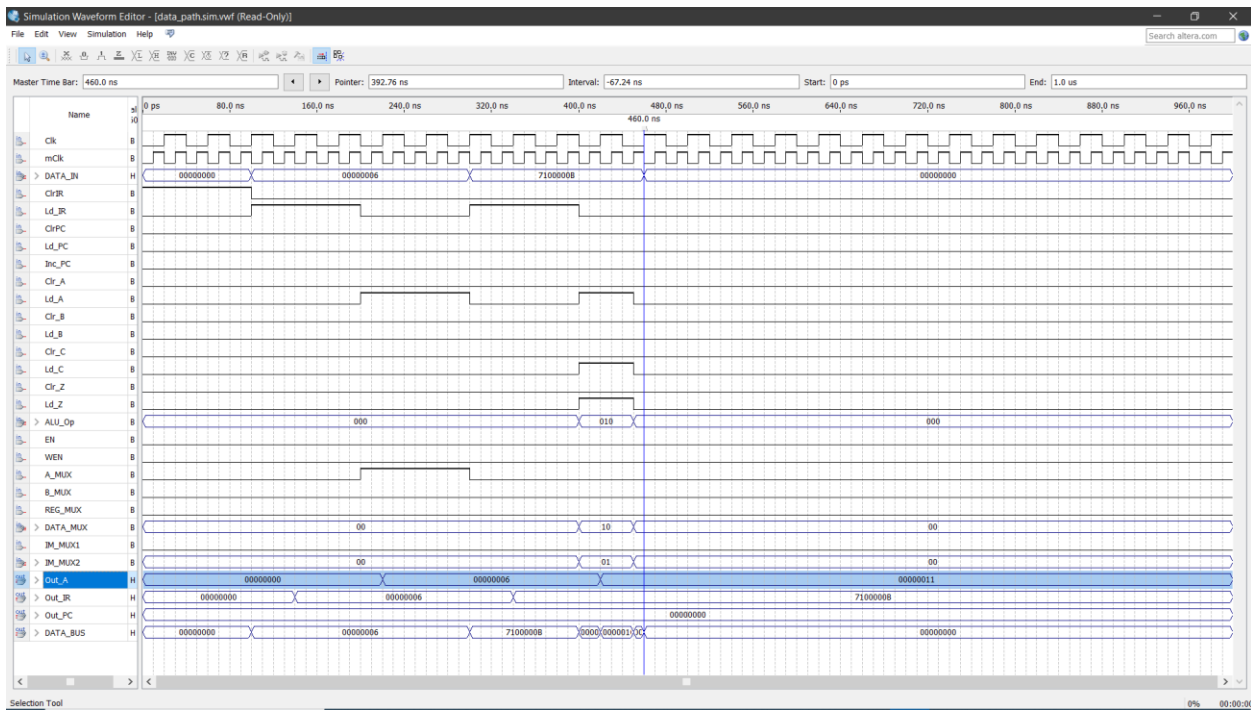 Simulation Waveform Editor - [data_path.sim.vwf (Read-Only)]
File Edit View Simulation Help
Search altera.com
Master Time Bar: 460.0 ns Pointer: 392.76 ns Interval: -67.24 ns Start: 0 ps End: 1.0 us
Name 0 ps 80.0 ns 160.0 ns 240.0 ns 320.0 ns 400.0 ns 480.0 ns 560.0 ns 640.0 ns 720.0 ns 800.0 ns 880.0 ns 960.0 ns
460.0 ns
Clk B
mClk B
> DATA_IN H 00000000 00000006 7100000B 00000000
ClrIR B
Ld_IR B
ClrPC B
Ld_PC B
Inc_PC B
Clr_A B
Ld_A B
Clr_B B
Ld_B B
Clr_C B
Ld_C B
Clr_Z B
Ld_Z B
> ALU_Op B 000 010 000
EN B
WEN B
A_MUX B
B_MUX B
REG_MUX B
> DATA_MUX B 00 10 00
IM_MUX1 B
> IM_MUX2 B 00 01 00
> Out_A H 00000000 00000006 00000011
> Out_IR H 00000000 00000006 7100000B
> Out_PC H 00000000
> DATA_BUS H 00000000 00000006 7100000B 0000 000001 00000000
Selection Tool 0% 00:00:00